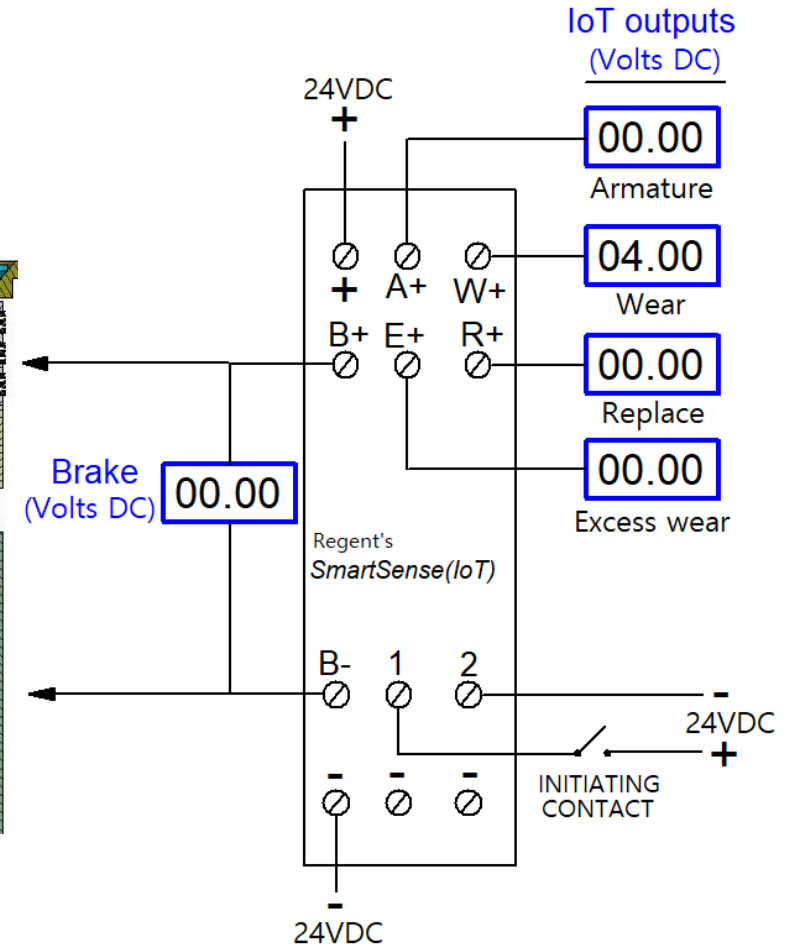 IoT outputs
(Volts DC)
24VDC
+
00.00
Armature
04.00
Wear
+ A+ W+
B+ E+ R+
00.00
Replace
Brake
(Volts DC)
00.00
00.00
Excess wear
Regent's
SmartSense(IoT)
B- 1 2
-
24VDC
+
INITIATING
CONTACT
- - -
-
24VDC